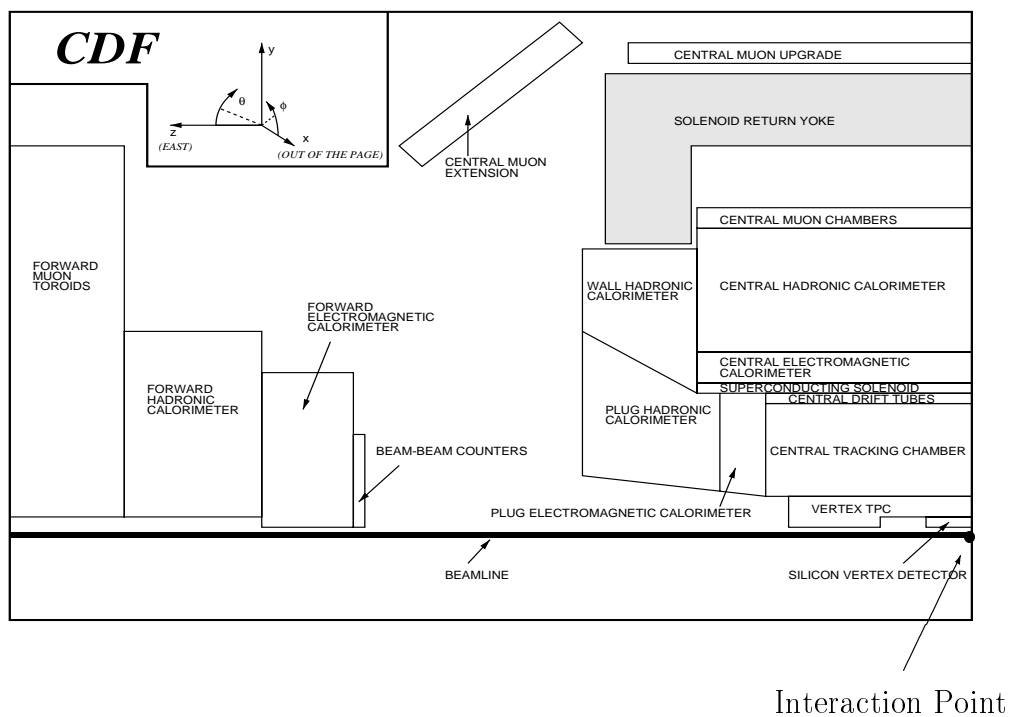 CDF
y
θ
φ
z
x
(EAST)
(OUT OF THE PAGE)
CENTRAL MUON UPGRADE
SOLENOID RETURN YOKE
CENTRAL MUON
EXTENSION
CENTRAL MUON CHAMBERS
FORWARD
MUON
TOROIDS
WALL HADRONIC
CALORIMETER
CENTRAL HADRONIC CALORIMETER
FORWARD
ELECTROMAGNETIC
CALORIMETER
CENTRAL ELECTROMAGNETIC
CALORIMETER
SUPERCONDUCTING SOLENOID
CENTRAL DRIFT TUBES
FORWARD
HADRONIC
CALORIMETER
PLUG HADRONIC
CALORIMETER
BEAM-BEAM COUNTERS
CENTRAL TRACKING CHAMBER
PLUG ELECTROMAGNETIC CALORIMETER
VERTEX TPC
BEAMLINE
SILICON VERTEX DETECTOR
Interaction Point